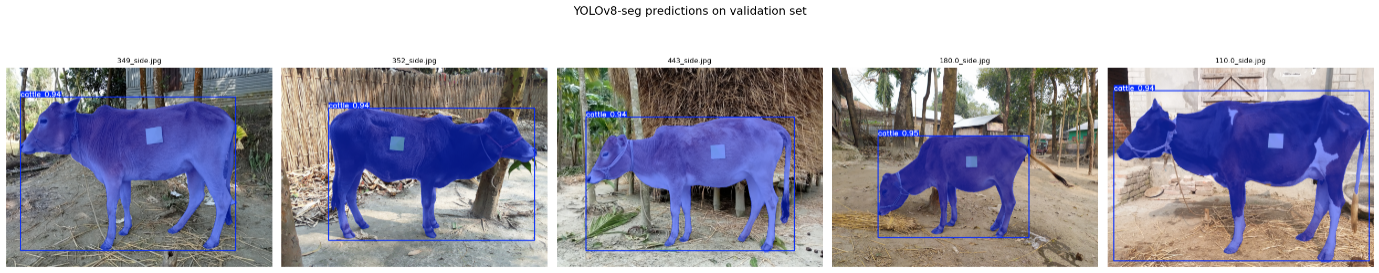 YOLOv8-seg predictions on validation set
349_side.jpg
352_side.jpg
443_side.jpg
180.0_side.jpg
110.0_side.jpg
cattle 0.94
cattle 0.94
cattle 0.94
cattle 0.95
cattle 0.94